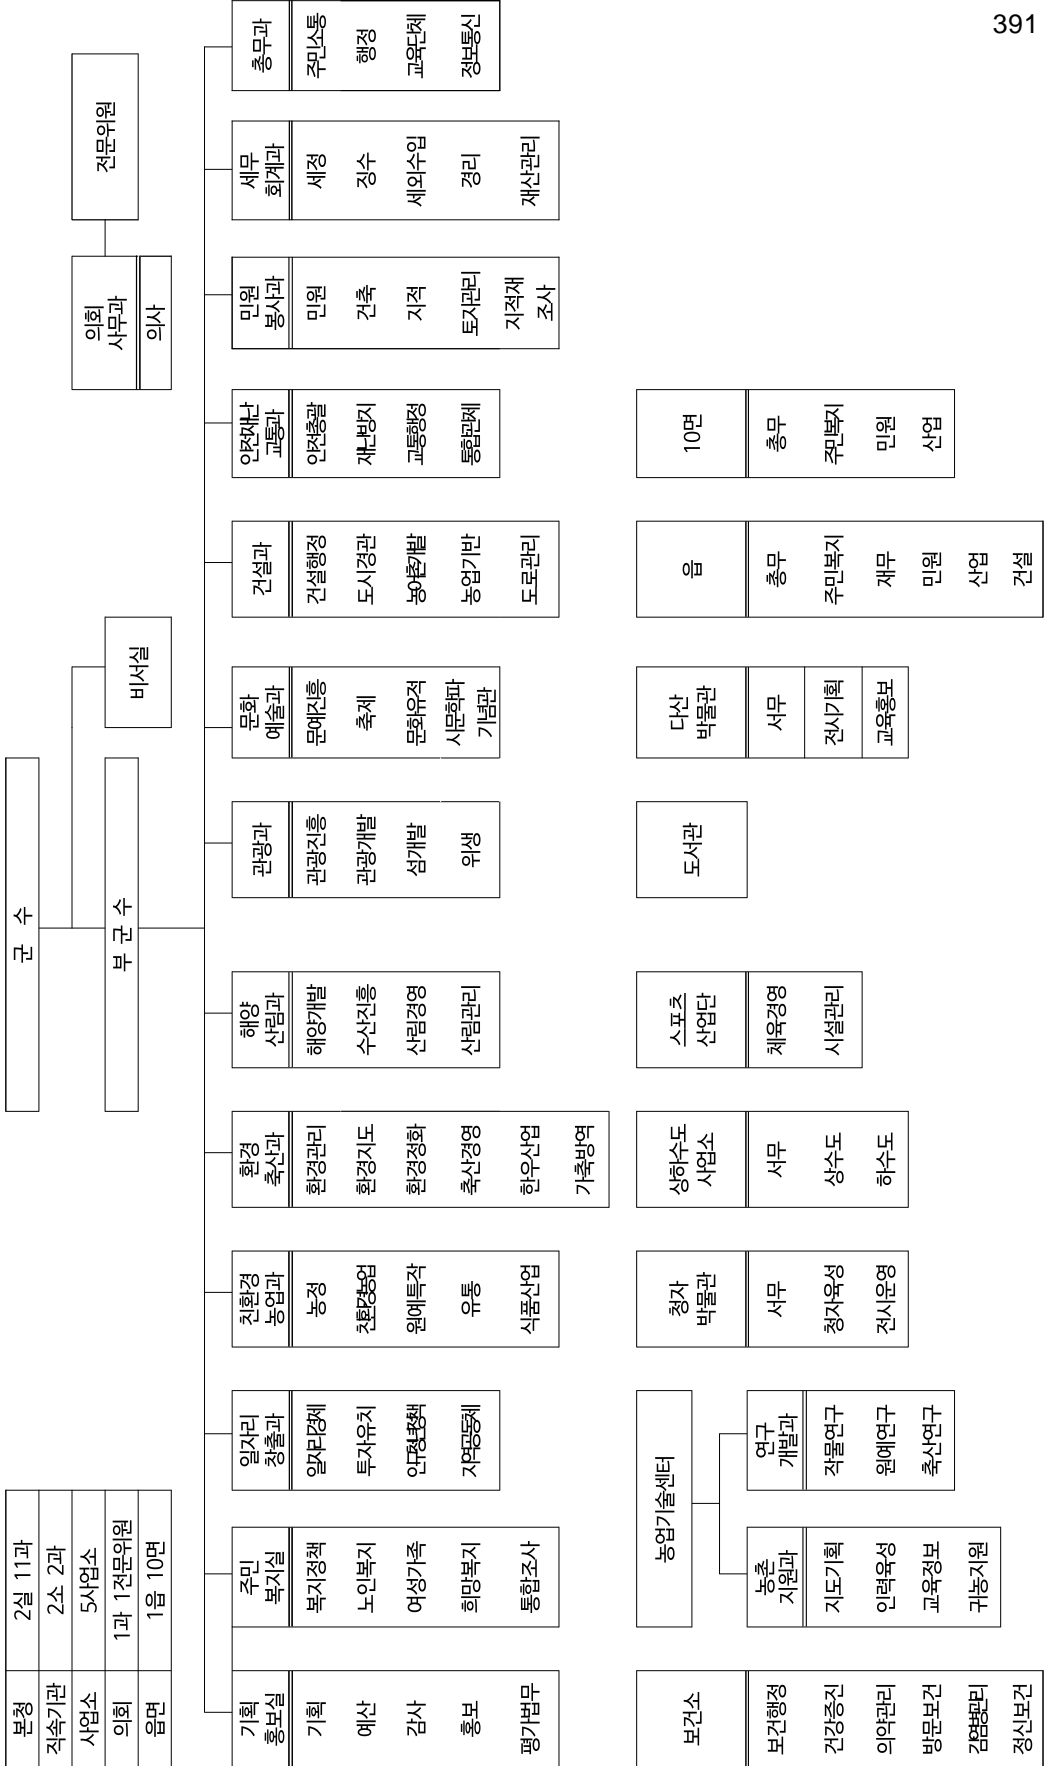 391
군 수
부 군 수
비서실
의회
사무과
의사
전문위원
본청 2실 11과
직속기관 2소 2과
사업소 5사업소
의회 1과 1전문위원
읍면 1읍 10면
기획
홍보실
기획
예산
감사
홍보
평가법무
주민
복지실
복지정책
노인복지
여성가족
희망복지
통합조사
일자리
창출과
일자리경제
투자유치
인구청년정책
지역공동체
친환경
농업과
농정
친환경농업
원예특작
유통
식품산업
환경
축산과
환경관리
환경지도
환경정화
축산경영
한우산업
가축방역
해양
산림과
해양개발
수산진흥
산림경영
산림관리
관광과
관광진흥
관광개발
섬개발
위생
문화
예술과
문예진흥
축제
문화유적
시문학파
기념관
건설과
건설행정
도시경관
농어촌개발
농업기반
도로관리
안전재난
교통과
안전총괄
재난방지
교통행정
통합관제
민원
봉사과
민원
건축
지적
토지관리
지적재
조사
세무
회계과
세정
징수
세외수입
경리
재산관리
총무과
주민소통
행정
교육단체
정보통신
보건소
보건행정
건강증진
의약관리
방문보건
감염병관리
정신보건
농업기술센터
농촌
지원과
지도기획
인력육성
교육정보
귀농지원
연구
개발과
작물연구
원예연구
축산연구
청자
박물관
서무
청자육성
전시운영
상하수도
사업소
서무
상수도
하수도
스포츠
산업단
체육경영
시설관리
도서관
다산
박물관
서무
전시기획
교육홍보
읍
총무
주민복지
재무
민원
산업
건설
10면
총무
주민복지
민원
산업